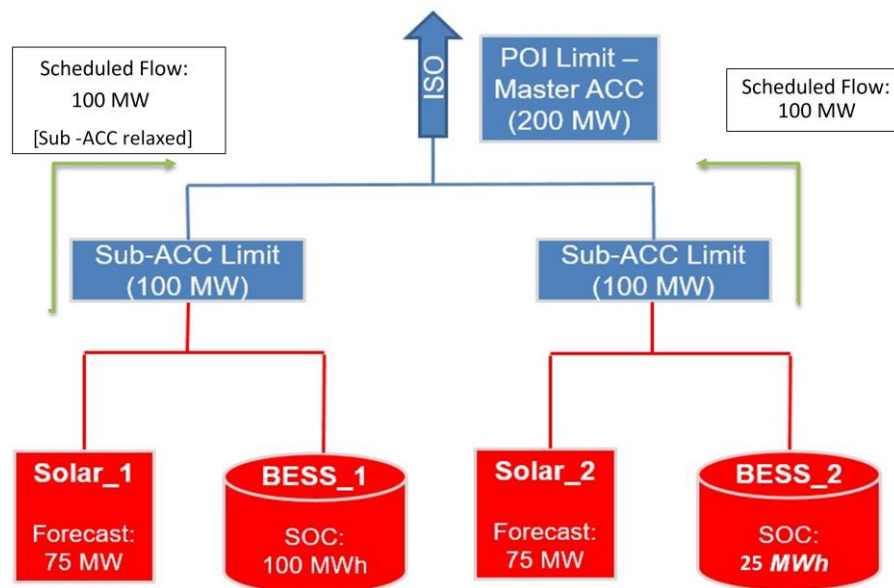 Scheduled Flow:
100 MW
[Sub -ACC relaxed]
ISO
POI Limit –
Master ACC
(200 MW)
Scheduled Flow:
100 MW
Sub-ACC Limit
(100 MW)
Sub-ACC Limit
(100 MW)
Solar_1
Forecast:
75 MW
BESS_1
SOC:
100 MWh
Solar_2
Forecast:
75 MW
BESS_2
SOC:
25 MWh